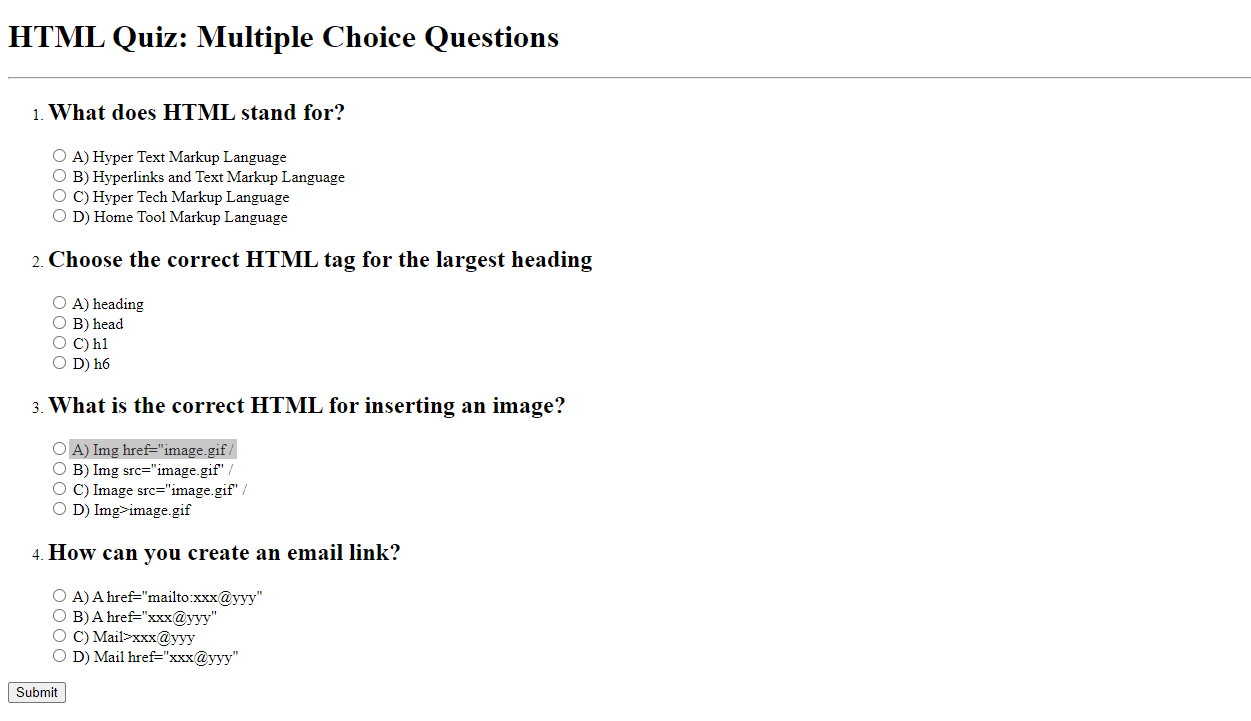 HTML Quiz: Multiple Choice Questions
1. What does HTML stand for?
A) Hyper Text Markup Language
B) Hyperlinks and Text Markup Language
C) Hyper Tech Markup Language
D) Home Tool Markup Language
2. Choose the correct HTML tag for the largest heading
A) heading
B) head
C) h1
D) h6
3. What is the correct HTML for inserting an image?
A) Img href="image.gif /
B) Img src="image.gif" /
C) Image src="image.gif" /
D) Img>image.gif
4. How can you create an email link?
A) A href="mailto:xxx@yyy"
B) A href="xxx@yyy"
C) Mail>xxx@yyy
D) Mail href="xxx@yyy"
Submit